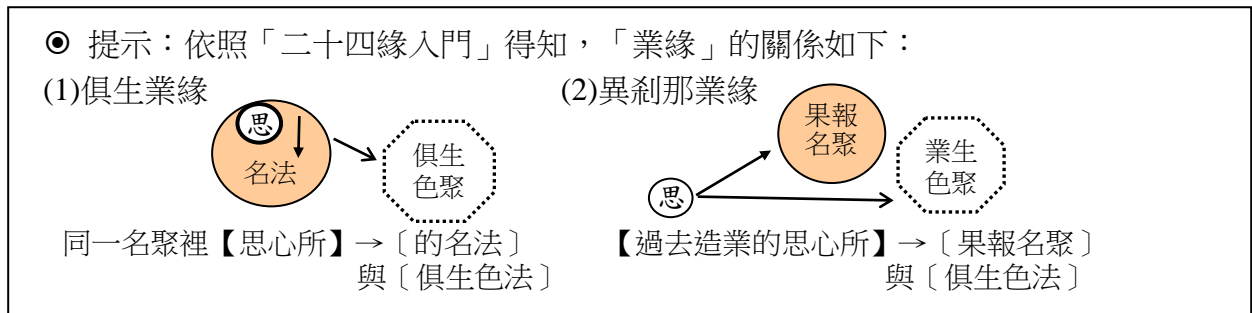 ◉ 提示：依照「二十四緣入門」得知，「業緣」的關係如下：
(1)俱生業緣
(2)異剎那業緣
思
名法
俱生
色聚
思
果報
名聚
業生
色聚
同一名聚裡【思心所】→〔的名法〕
與〔俱生色法〕
【過去造業的思心所】→〔果報名聚〕
與〔俱生色法〕